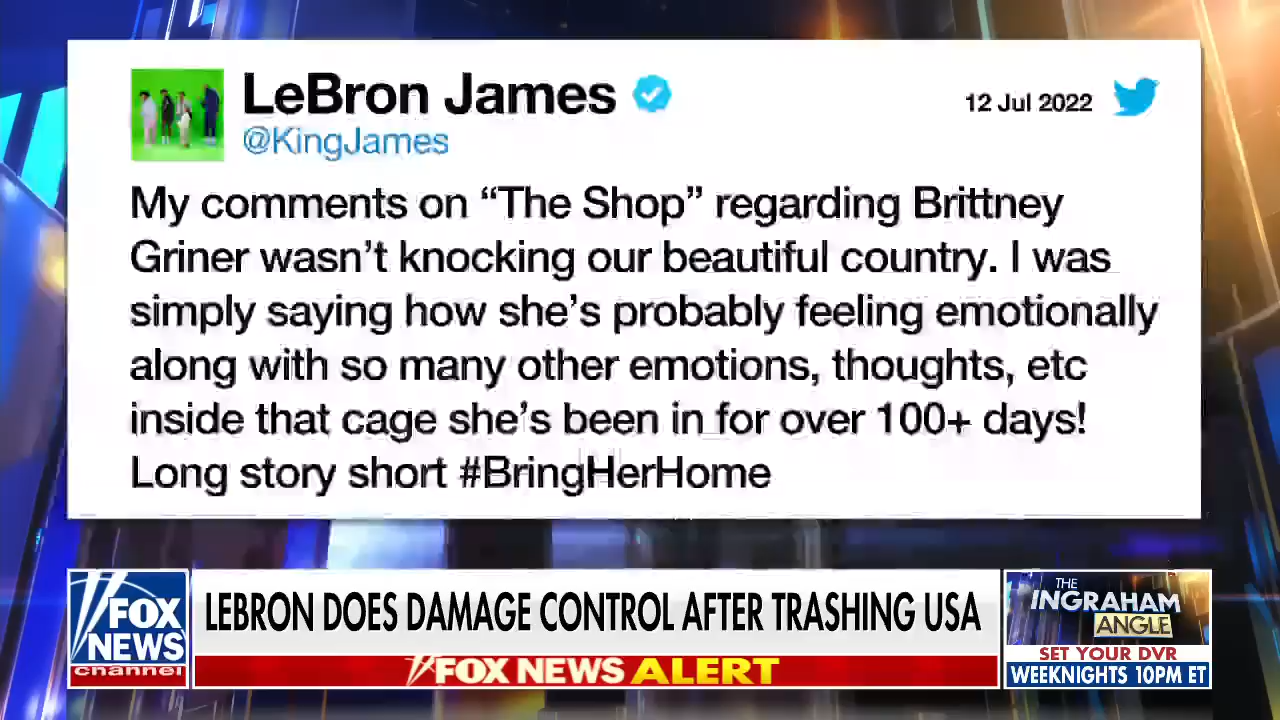 LeBron James
@KingJames
12 Jul 2022
My comments on “The Shop” regarding Brittney
Griner wasn’t knocking our beautiful country. I was
simply saying how she’s probably feeling emotionally
along with so many other emotions, thoughts, etc
inside that cage she’s been in for over 100+ days!
Long story short #BringHerHome
FOX
NEWS
channel
LEBRON DOES DAMAGE CONTROL AFTER TRASHING USA
FOX NEWS ALERT
THE
INGRAHAM
ANGLE
SET YOUR DVR
WEEKNIGHTS 10PM ET